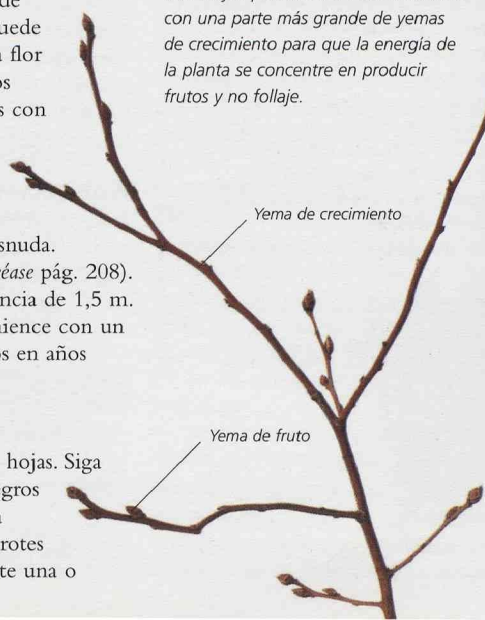 con una parte más grande de yemas
de crecimiento para que la energía de
la planta se concentre en producir
frutos y no follaje.
de
flor
os
s con
Yema de crecimiento
snuda.
éase pág. 208).
ncia de 1,5 m.
ience con un
os en años
Yema de fruto
hojas. Siga
gros
rotes
te una o